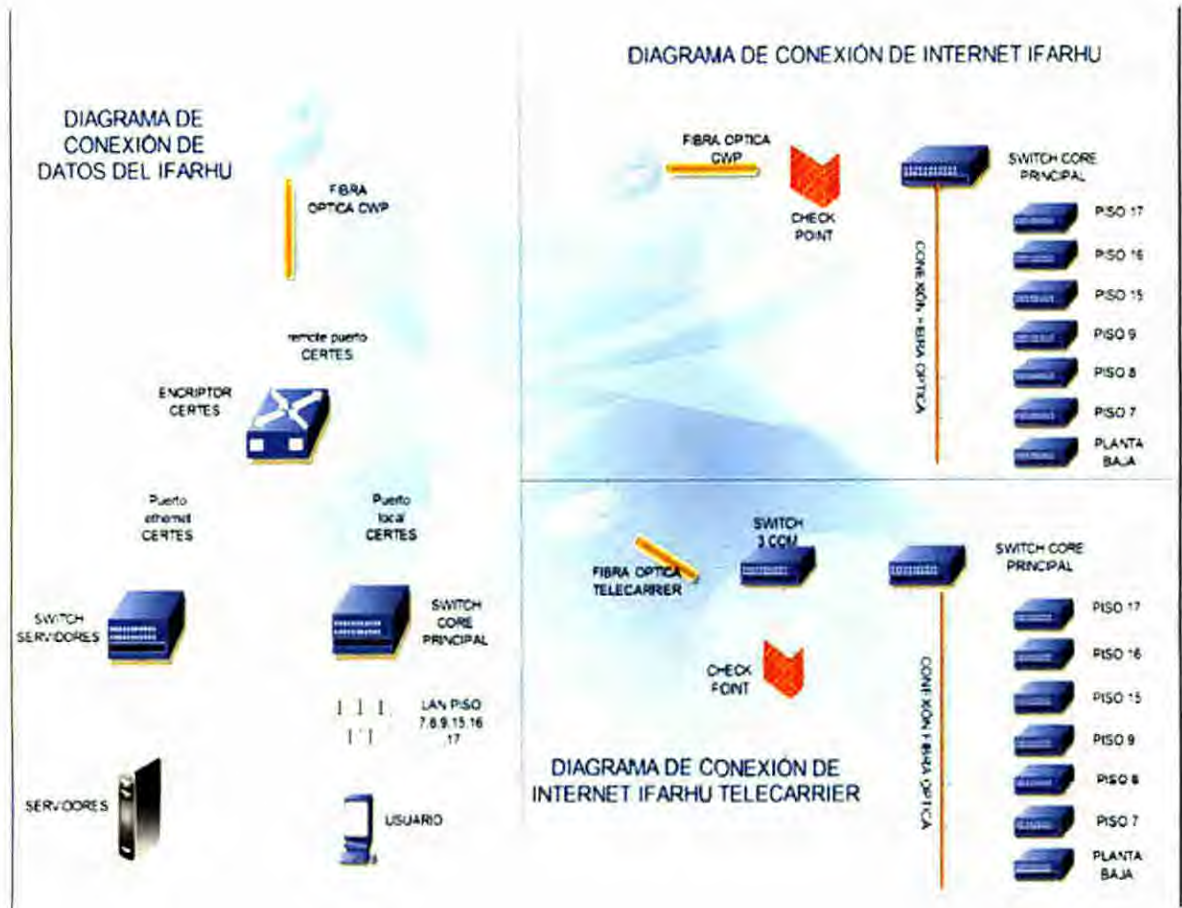 DIAGRAMA DE
CONEXIÓN DE
DATOS DEL IFARHU
FIBRA
OPTICA CWP
remote puerto
CERTES
ENCRIPTOR
CERTES
Puerto
ethernet
CERTES
Puerto
local
CERTES
SWITCH
SERVIDORES
SWITCH
CORE
PRINCIPAL
LAN PISO
7,8,9,15,16
,17
SERVIDORES
USUARIO
DIAGRAMA DE CONEXIÓN DE INTERNET IFARHU
FIBRA OPTICA
CWP
CHECK
POINT
SWITCH CORE
PRINCIPAL
CONEXIÓN FIBRA OPTICA
PISO 17
PISO 16
PISO 15
PISO 9
PISO 8
PISO 7
PLANTA
BAJA
FIBRA OPTICA
TELECARRIER
SWITCH
3 COM
CHECK
POINT
SWITCH CORE
PRINCIPAL
CONEXIÓN FIBRA OPTICA
PISO 17
PISO 16
PISO 15
PISO 9
PISO 8
PISO 7
PLANTA
BAJA
DIAGRAMA DE CONEXIÓN DE
INTERNET IFARHU TELECARRIER